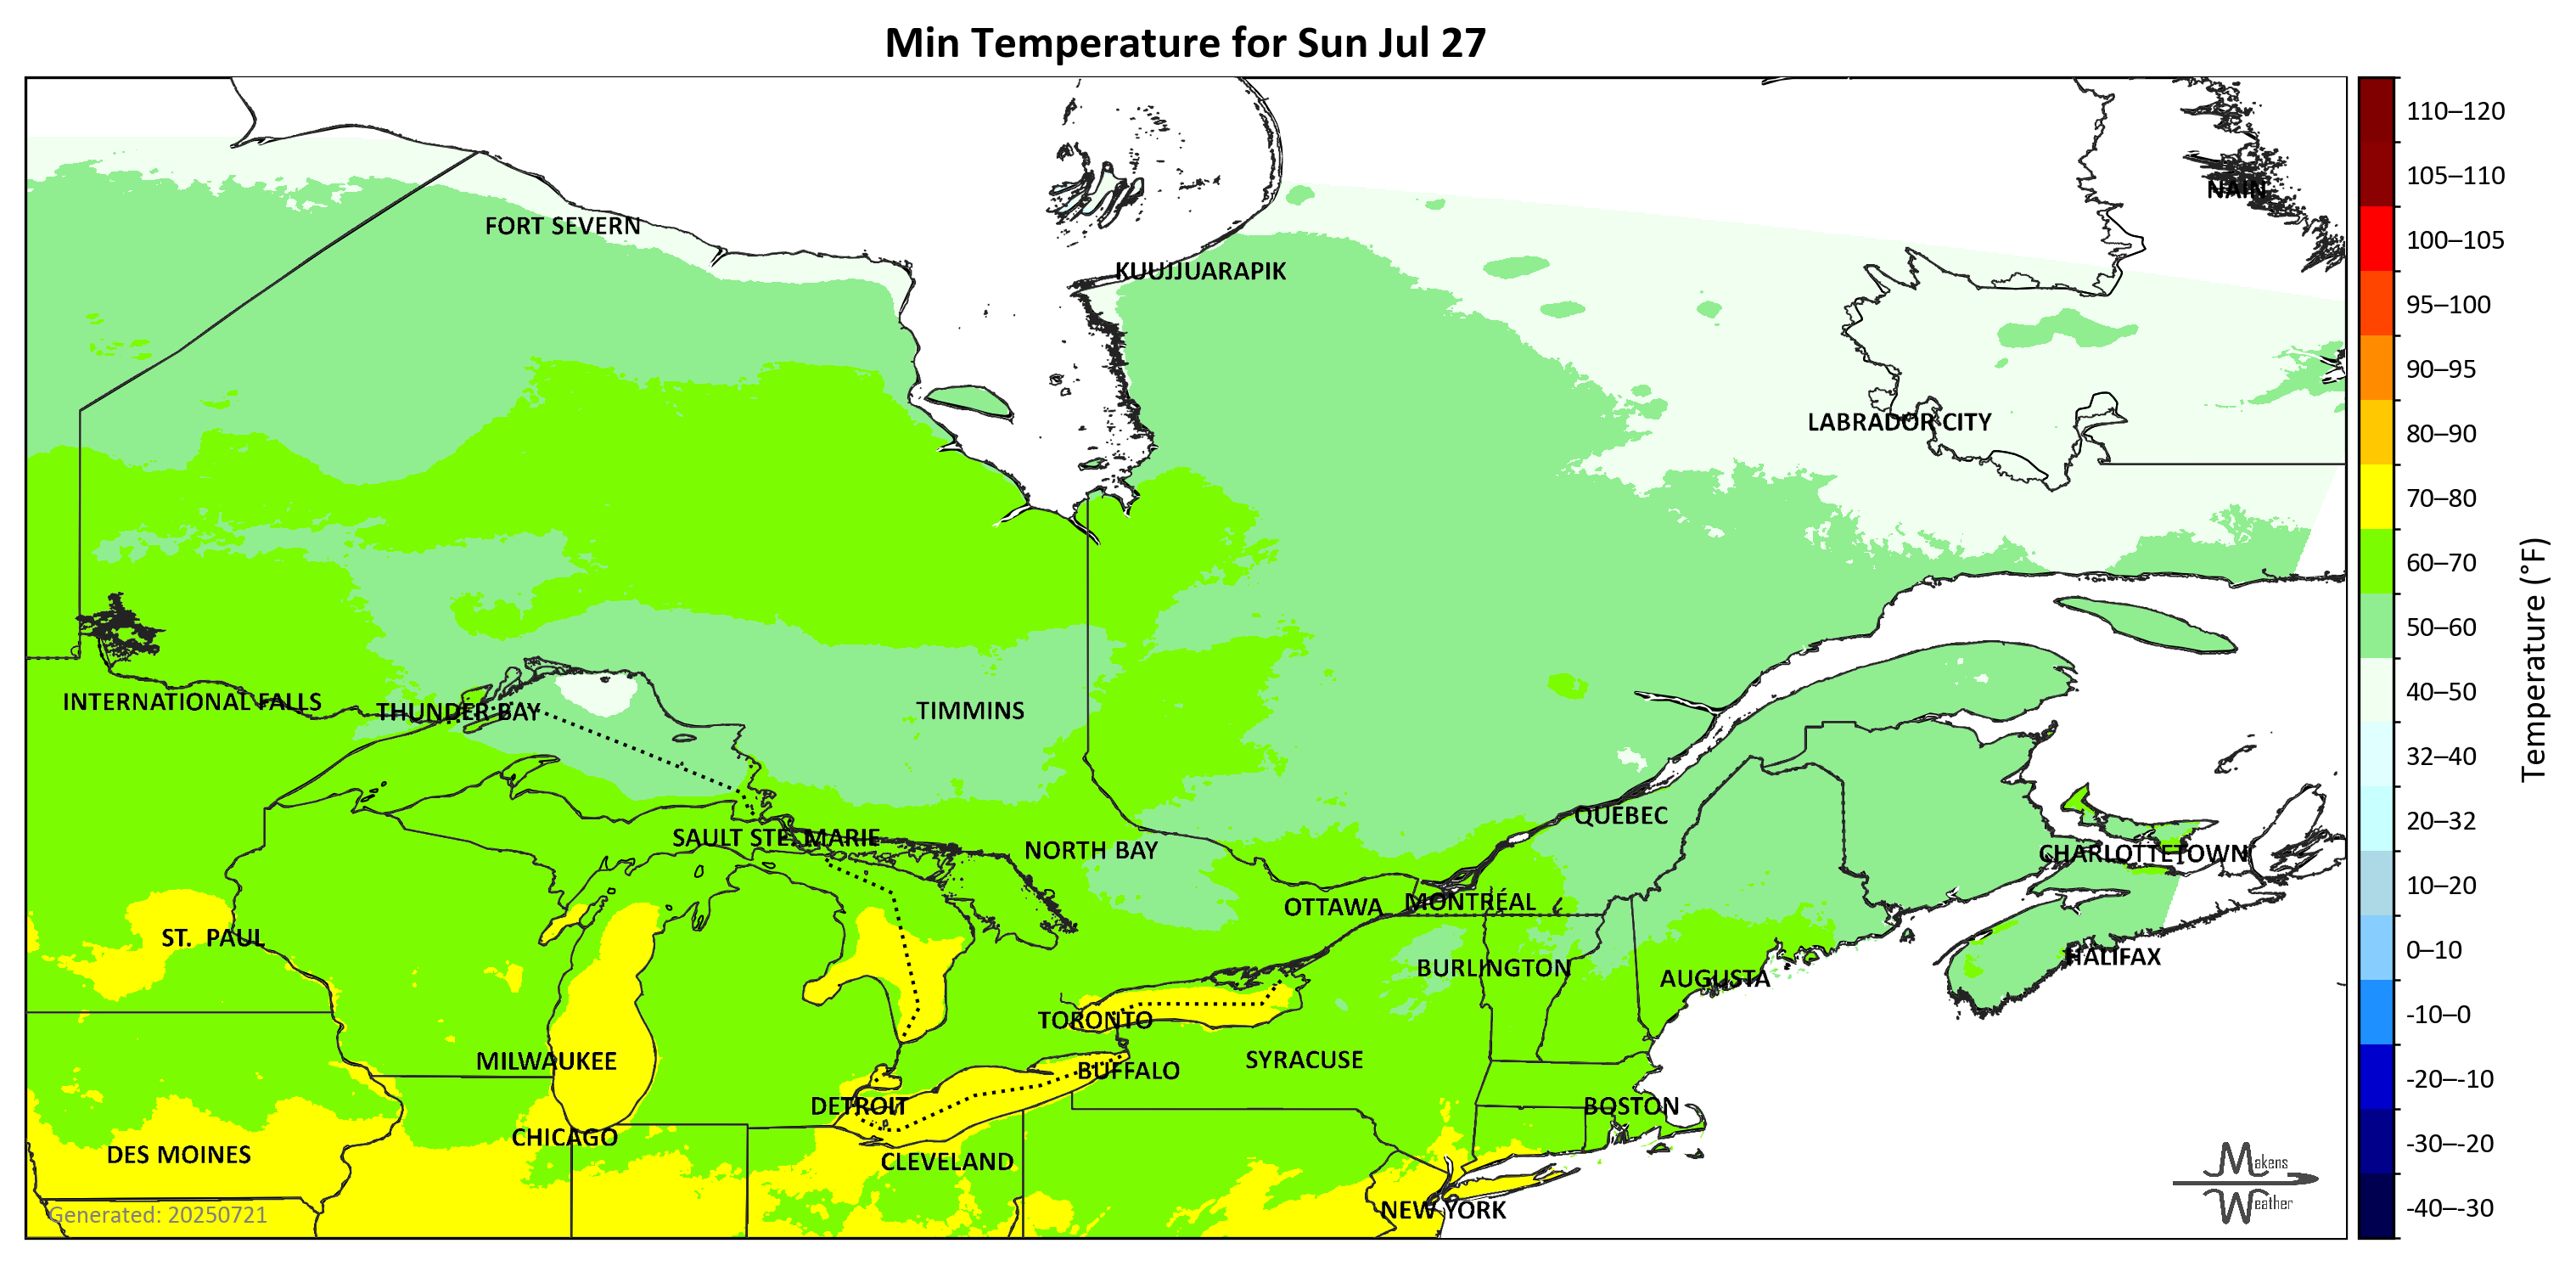 Min Temperature for Sun Jul 27
110–120
105–110
NAIN
FORT SEVERN
100–105
KUUJJUARAPIK
95–100
90–95
LABRADOR CITY
80–90
70–80
60–70
50–60
Temperature (°F)
40–50
INTERNATIONAL FALLS
THUNDER BAY
TIMMINS
32–40
QUÉBEC
20–32
SAULT STE. MARIE
NORTH BAY
CHARLOTTETOWN
10–20
OTTAWA
MONTRÉAL
ST. PAUL
0–10
HALIFAX
BURLINGTON
AUGUSTA
-10–0
TORONTO
MILWAUKEE
SYRACUSE
BUFFALO
-20–-10
DETROIT
BOSTON
CHICAGO
-30–-20
DES MOINES
CLEVELAND
Makens
Weather
NEW YORK
-40–-30
Generated: 20250721